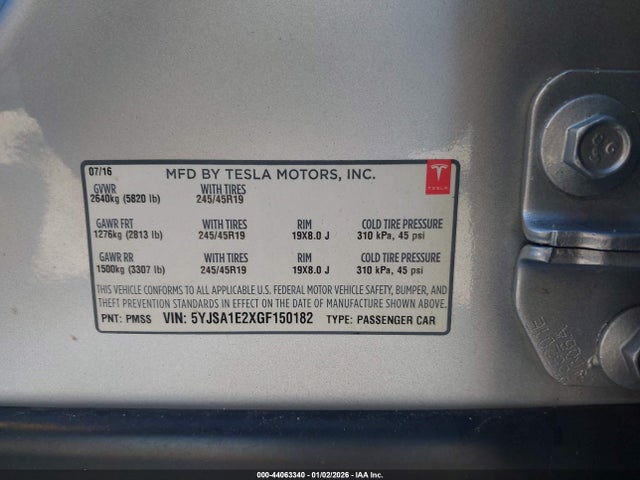 07/16 MFD BY TESLA MOTORS, INC.
TESLA
GVWR WITH TIRES
2640kg (5820 lb) 245/45R19
GAWR FRT WITH TIRES RIM COLD TIRE PRESSURE
1276kg (2813 lb) 245/45R19 19X8.0 J 310 kPa, 45 psi
GAWR RR WITH TIRES RIM COLD TIRE PRESSURE
1500kg (3307 lb) 245/45R19 19X8.0 J 310 kPa, 45 psi
THIS VEHICLE CONFORMS TO ALL APPLICABLE U.S. FEDERAL MOTOR VEHICLE SAFETY, BUMPER, AND
THEFT PREVENTION STANDARDS IN EFFECT ON THE DATE OF MANUFACTURE SHOWN ABOVE.
PNT: PMSS VIN: 5YJSA1E2XGF150182 TYPE: PASSENGER CAR
000-44063340 - 01/02/2026 - IAA Inc.